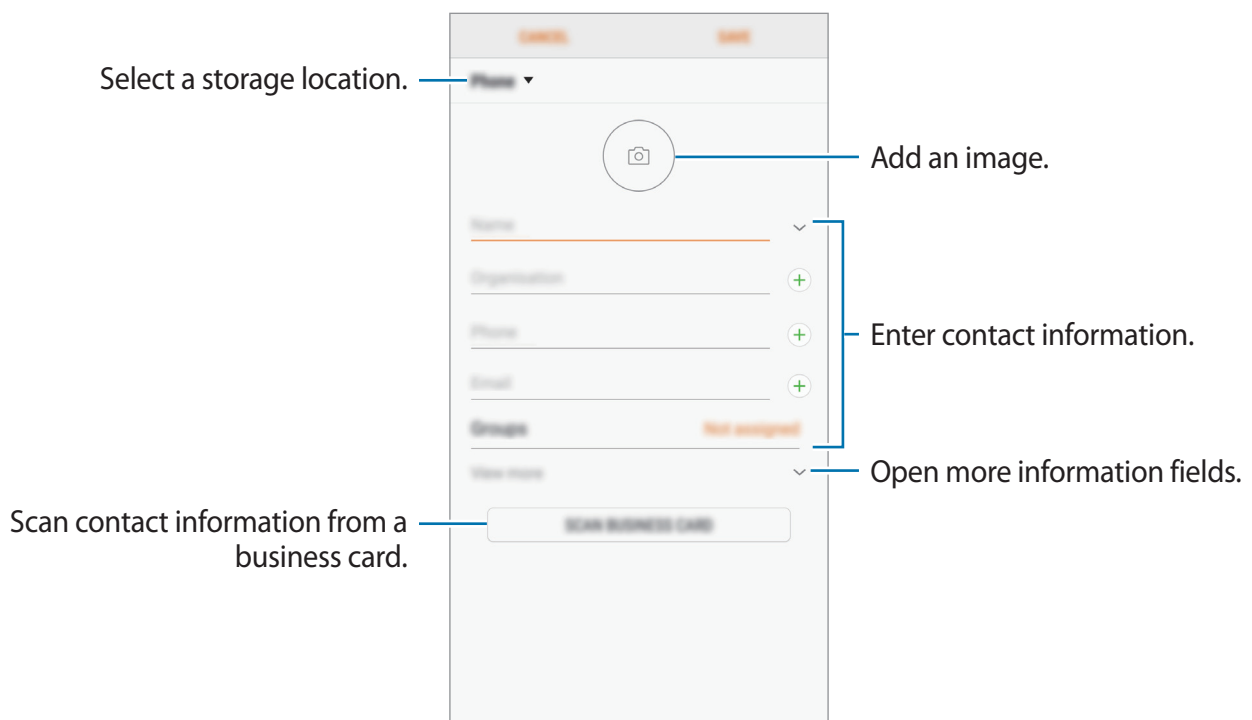 CANCEL
SAVE
Select a storage location.
Phone
Add an image.
Name
Organisation
Phone
Enter contact information.
Email
Groups
Not assigned
View more
Open more information fields.
Scan contact information from a
business card.
SCAN BUSINESS CARD